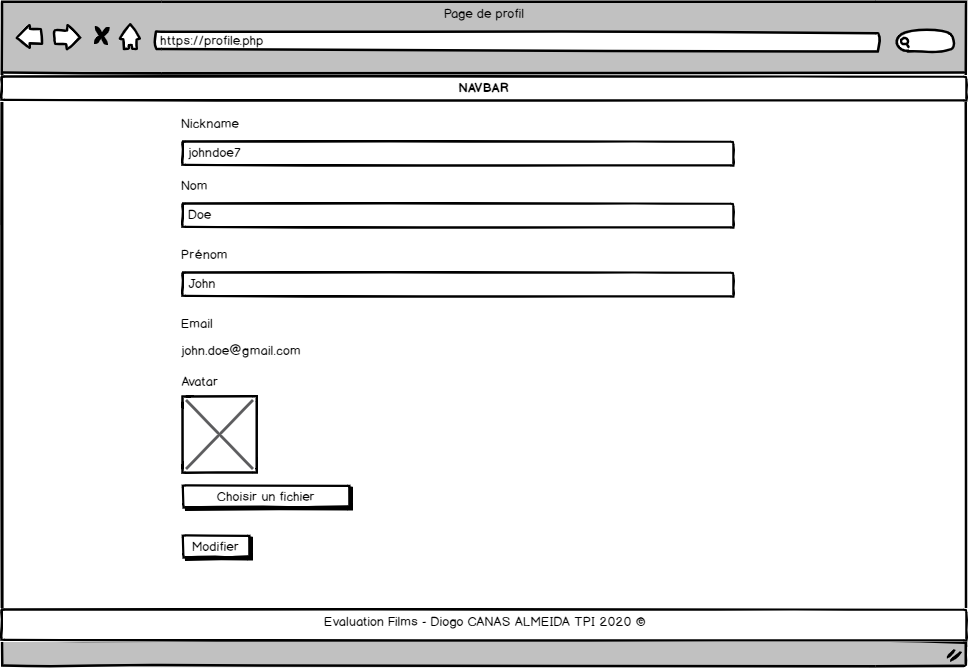 Page de profil
https://profile.php
NAVBAR
Nickname
johndoe7
Nom
Doe
Prénom
John
Email
john.doe@gmail.com
Avatar
Choisir un fichier
Modifier
Evaluation Films - Diogo CANAS ALMEIDA TPI 2020 ©